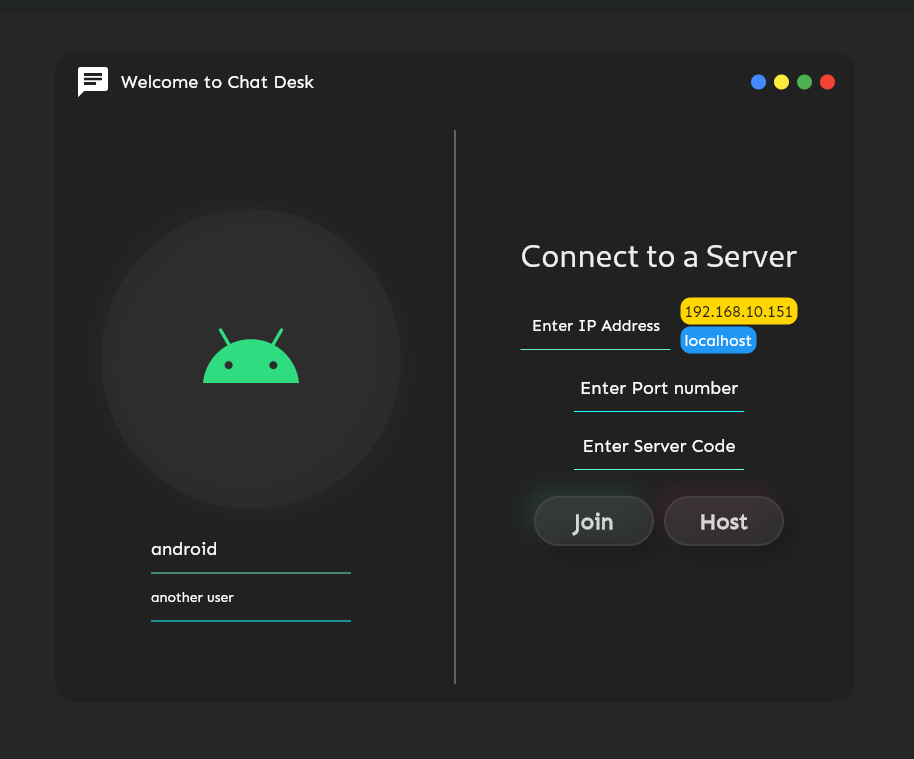 Welcome to Chat Desk
android
another user
Connect to a Server
Enter IP Address
192.168.10.151
localhost
Enter Port number
Enter Server Code
Join
Host